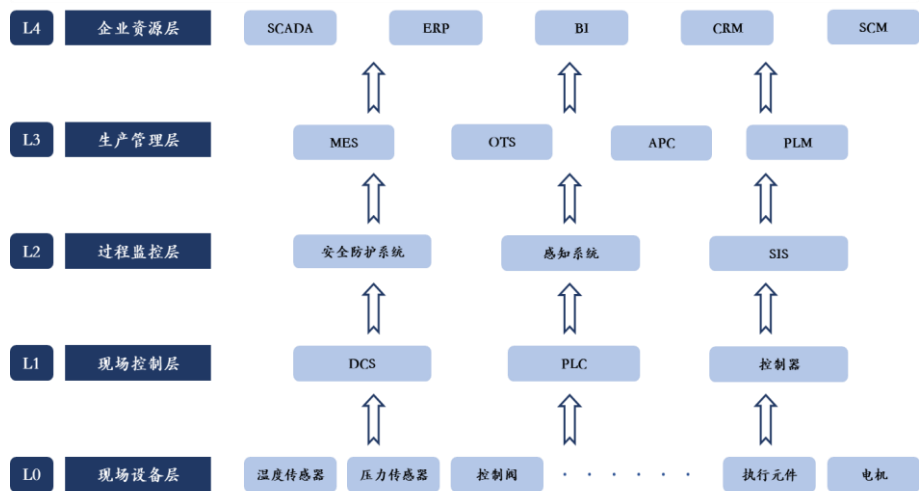 L4 企业资源层 SCADA ERP BI CRM SCM
L3 生产管理层 MES OTS APC PLM
L2 过程监控层 安全防护系统 感知系统 SIS
L1 现场控制层 DCS PLC 控制器
L0 现场设备层 温度传感器 压力传感器 控制阀 · · · · · · 执行元件 电机